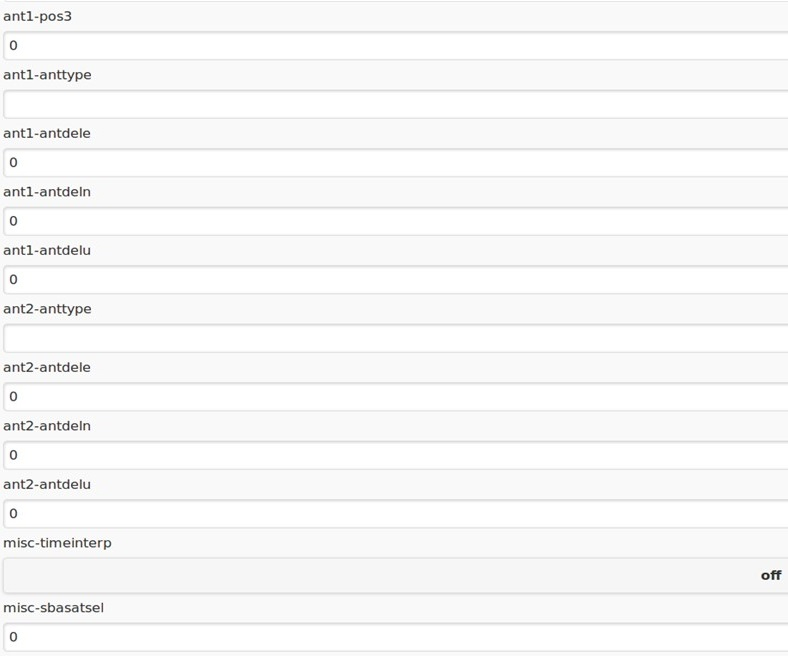 ant1-pos3
0
ant1-anttype
ant1-antdele
0
ant1-antdeln
0
ant1-antdelu
0
ant2-anttype
ant2-antdele
0
ant2-antdeln
0
ant2-antdelu
0
misc-timeinterp
off
misc-sbasatsel
0